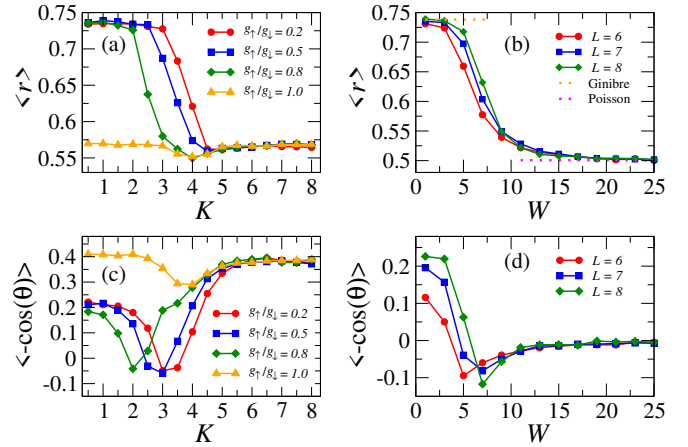 0.75
0.7
0.65
0.6
0.55
<r>
(a)
g↑/g↓ = 0.2
g↑/g↓ = 0.5
g↑/g↓ = 0.8
g↑/g↓ = 1.0
1 2 3 4 5 6 7 8
K
0.75
0.7
0.65
0.6
0.55
0.5
<r>
(b)
L = 6
L = 7
L = 8
Ginibre
Poisson
0 5 10 15 20 25
W
0.4
0.3
0.2
0.1
0
-0.1
<-cos(θ)>
(c)
g↑/g↓ = 0.2
g↑/g↓ = 0.5
g↑/g↓ = 0.8
g↑/g↓ = 1.0
1 2 3 4 5 6 7 8
K
0.2
0.1
0
-0.1
<-cos(θ)>
(d)
L = 6
L = 7
L = 8
0 5 10 15 20 25
W